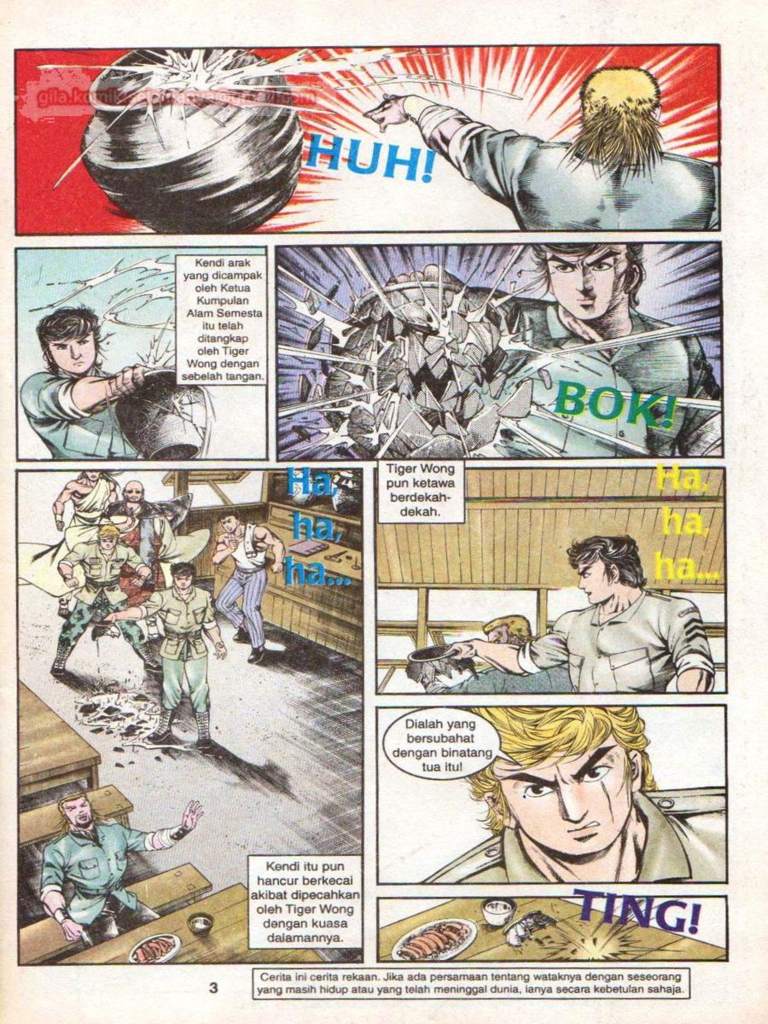 HUH!
Kendi arak
yang dicampak
oleh Ketua
Kumpulan
Alam Semesta
itu telah
ditangkap
oleh Tiger
Wong dengan
sebelah tangan.
BOK!
Ha,
ha,
ha...
Kendi itu pun
hancur berkecai
akibat dipecahkan
oleh Tiger Wong
dengan kuasa
dalamannya.
Tiger Wong
pun ketawa
berdekah-
dekah.
Ha,
ha,
ha...
Dialah yang
bersubahat
dengan binatang
tua itu!
TING!
3
Cerita ini cerita rekaan. Jika ada persamaan tentang wataknya dengan seseorang
yang masih hidup atau yang telah meninggal dunia, ianya secara kebetulan sahaja.